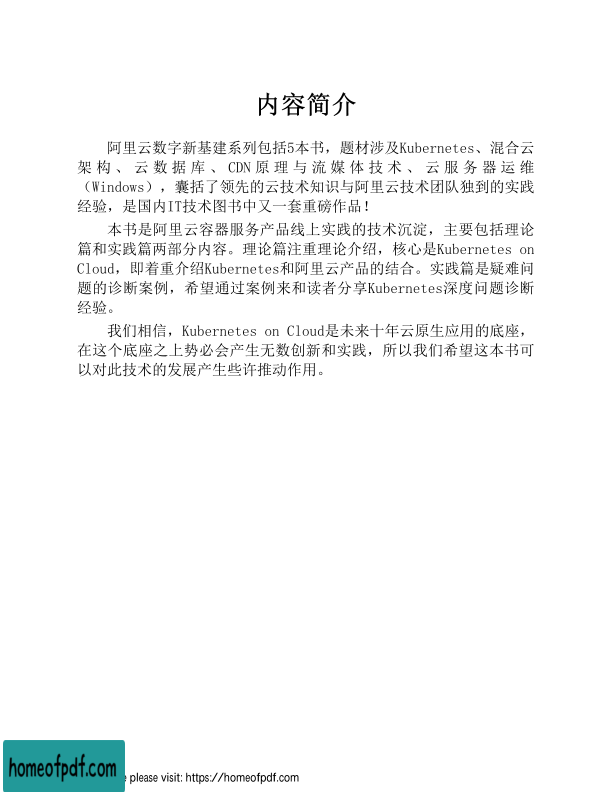 内容简介
阿里云数字新基建系列包括5本书，题材涉及Kubernetes、混合云
架构、云数据库、CDN原理与流媒体技术、云服务器运维
（Windows），囊括了领先的云技术知识与阿里云技术团队独到的实践
经验，是国内IT技术图书中又一套重磅作品！
本书是阿里云容器服务产品线上实践的技术沉淀，主要包括理论
篇和实践篇两部分内容。理论篇注重理论介绍，核心是Kubernetes on
Cloud，即着重介绍Kubernetes和阿里云产品的结合。实践篇是疑难问
题的诊断案例，希望通过案例来和读者分享Kubernetes深度问题诊断
经验。
我们相信，Kubernetes on Cloud是未来十年云原生应用的底座，
在这个底座之上势必会产生无数创新和实践，所以我们希望这本书可
以对此技术的发展产生些许推动作用。
homeofpdf.com
please visit: https://homeofpdf.com